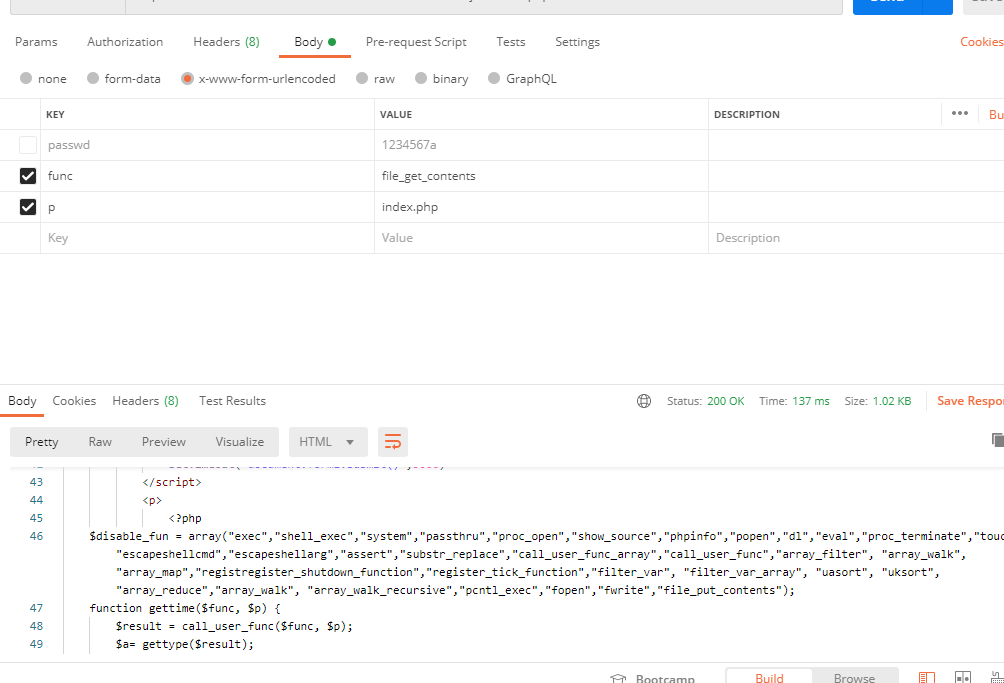 Params Authorization Headers (8) Body Pre-request Script Tests Settings Cookies
none form-data x-www-form-urlencoded raw binary GraphQL
KEY VALUE DESCRIPTION ••• Bu
passwd 1234567a
func file_get_contents
p index.php
Key Value Description
Body Cookies Headers (8) Test Results Status: 200 OK Time: 137 ms Size: 1.02 KB Save Respo
Pretty Raw Preview Visualize HTML
43 </script>
44 <p>
45 <?php
46 $disable_fun = array("exec","shell_exec","system","passthru","proc_open","show_source","phpinfo","popen","dl","eval","proc_terminate","touc
"escapeshellcmd","escapeshellarg","assert","substr_replace","call_user_func_array","call_user_func","array_filter", "array_walk",
"array_map","registregister_shutdown_function","register_tick_function","filter_var", "filter_var_array", "uasort", "uksort",
"array_reduce","array_walk", "array_walk_recursive","pcntl_exec","fopen","fwrite","file_put_contents");
47 function gettime($func, $p) {
48 $result = call_user_func($func, $p);
49 $a= gettype($result);
Bootcamp Build Browse